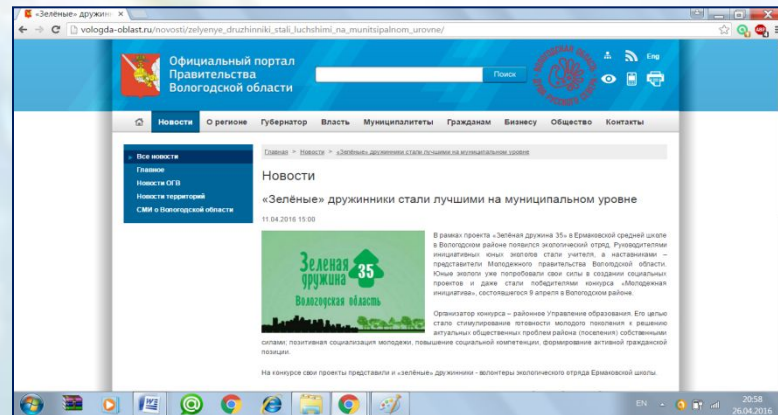 «Зелёные» дружинн
vologda-oblast.ru/novosti/zelyenye_druzhinniki_stali_luchshimi_na_munitsipalnom_urovne/
Официальный портал
Правительства
Вологодской области
Поиск
Eng
Новости О регионе Губернатор Власть Муниципалитеты Гражданам Бизнесу Общество Контакты
Все новости
Главное
Новости ОГВ
Новости территорий
СМИ о Вологодской области
Главная > Новости > «Зелёные» дружинники стали лучшими на муниципальном уровне
Новости
«Зелёные» дружинники стали лучшими на муниципальном уровне
11.04.2016 15:00
Зеленая
дружина 35
Вологодская область
В рамках проекта «Зелёная дружина 35» в Ермаковской средней школе
в Вологодском районе появился экологический отряд. Руководителями
инициативных юных экологов стали учителя, а наставниками –
представители Молодежного правительства Вологодской области.
Юные экологи уже попробовали свои силы в создании социальных
проектов и даже стали победителями конкурса «Молодежная
инициатива», состоявшегося 9 апреля в Вологодском районе.
Организатор конкурса – районное Управление образования. Его целью
стало стимулирование готовности молодого поколения к решению
актуальных общественных проблем района (поселения) собственными
силами; позитивная социализация молодежи, повышение социальной компетенции, формирование активной гражданской
позиции.
На конкурсе свои проекты представили и «зеленые» дружинники - волонтеры экологического отряда Ермаковской школы.
EN
20:58
26.04.2016